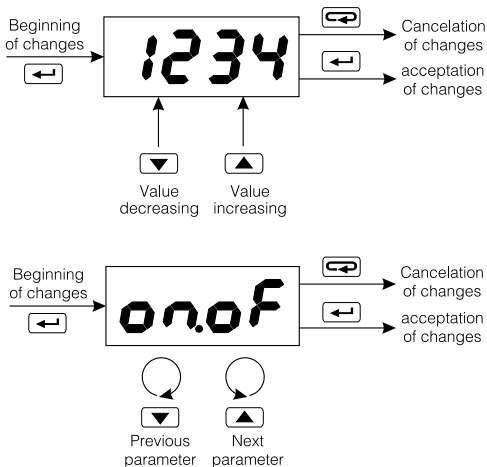 Beginning
of changes
1234
Cancelation
of changes
acceptation
of changes
Value
decreasing
Value
increasing
Beginning
of changes
on.oF
Cancelation
of changes
acceptation
of changes
Previous
parameter
Next
parameter